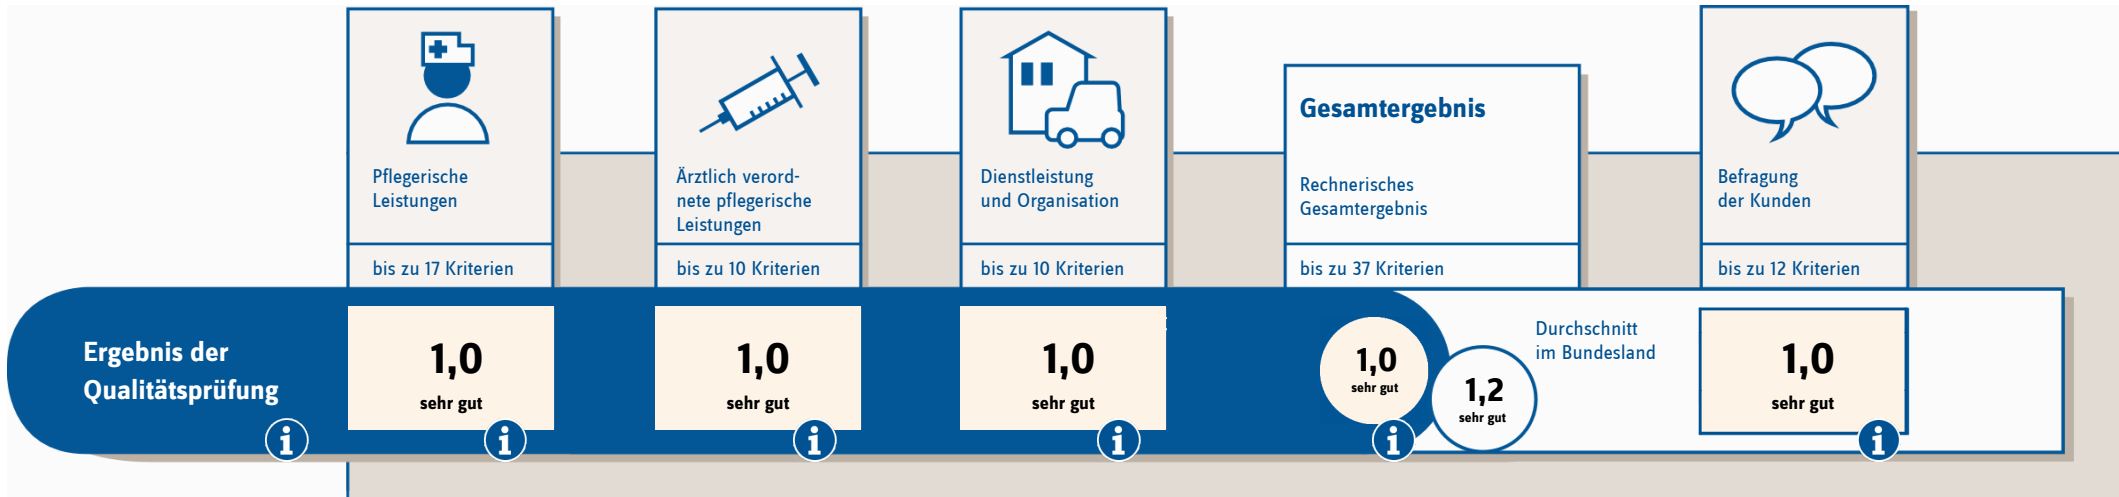 Pflegerische
Leistungen
bis zu 17 Kriterien
Ärztlich verord-
nete pflegerische
Leistungen
bis zu 10 Kriterien
Dienstleistung
und Organisation
bis zu 10 Kriterien
Gesamtergebnis
Rechnerisches
Gesamtergebnis
bis zu 37 Kriterien
Befragung
der Kunden
bis zu 12 Kriterien
Ergebnis der
Qualitätsprüfung
i
1,0
sehr gut
i
1,0
sehr gut
i
1,0
sehr gut
i
1,0
sehr gut
i
1,2
sehr gut
Durchschnitt
im Bundesland
1,0
sehr gut
i